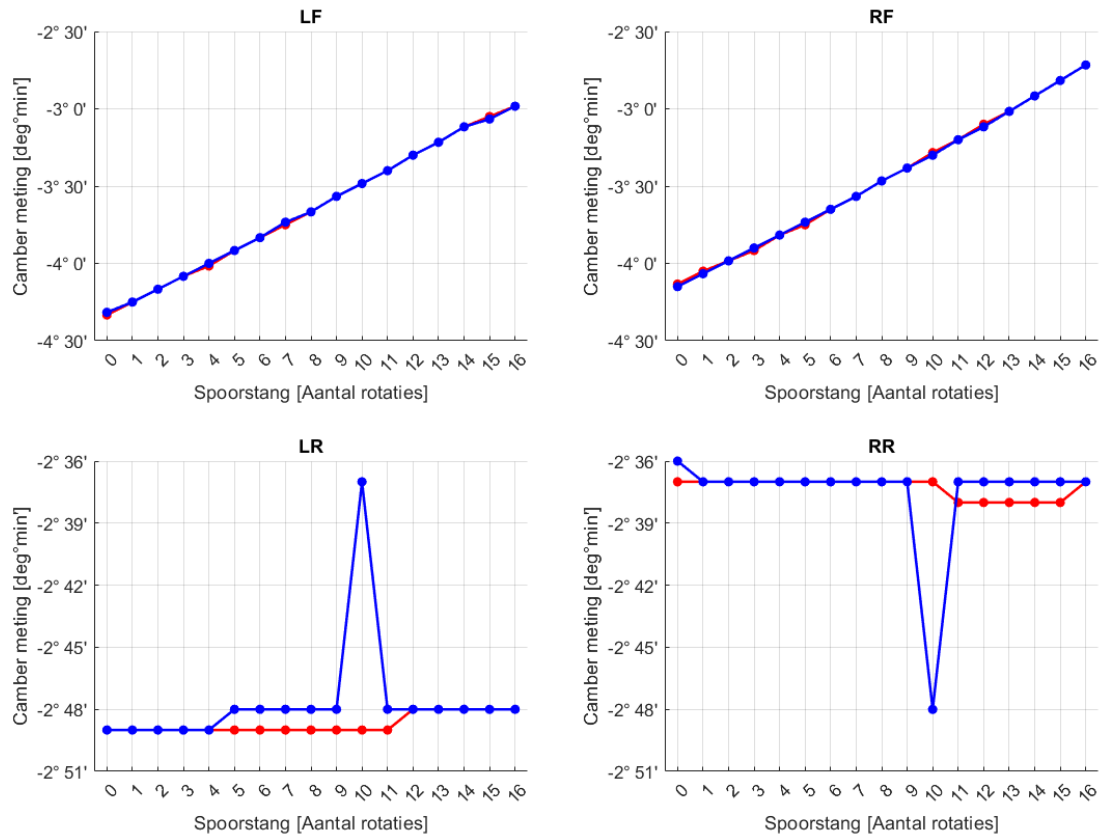 LF
-2° 30'
-3° 0'
-3° 30'
-4° 0'
-4° 30'
Camber meting [deg°min']
0 1 2 3 4 5 6 7 8 9 10 11 12 13 14 15 16
Spoorstang [Aantal rotaties]
RF
-2° 30'
-3° 0'
-3° 30'
-4° 0'
-4° 30'
Camber meting [deg°min']
0 1 2 3 4 5 6 7 8 9 10 11 12 13 14 15 16
Spoorstang [Aantal rotaties]
LR
-2° 36'
-2° 39'
-2° 42'
-2° 45'
-2° 48'
-2° 51'
Camber meting [deg°min']
0 1 2 3 4 5 6 7 8 9 10 11 12 13 14 15 16
Spoorstang [Aantal rotaties]
RR
-2° 36'
-2° 39'
-2° 42'
-2° 45'
-2° 48'
-2° 51'
Camber meting [deg°min']
0 1 2 3 4 5 6 7 8 9 10 11 12 13 14 15 16
Spoorstang [Aantal rotaties]